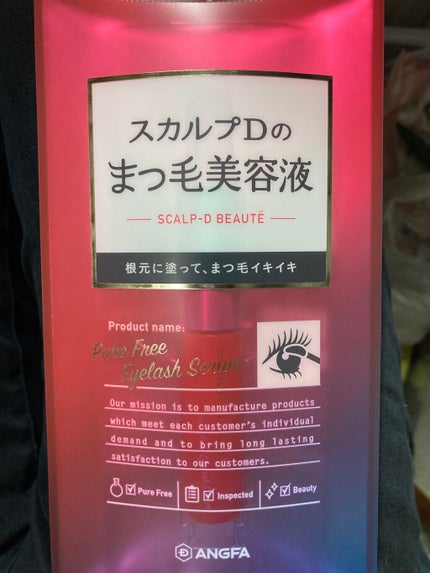 スカルプDの
まつ毛美容液
SCALP-D BEAUTÉ
根元に塗って、まつ毛イキイキ
Product name:
Pure Free
Eyelash Serum
Our mission is to manufacture products
which meet each customer's individual
demand and to bring long lasting
satisfaction to our customers.
Pure Free Inspected Beauty
ANGFA